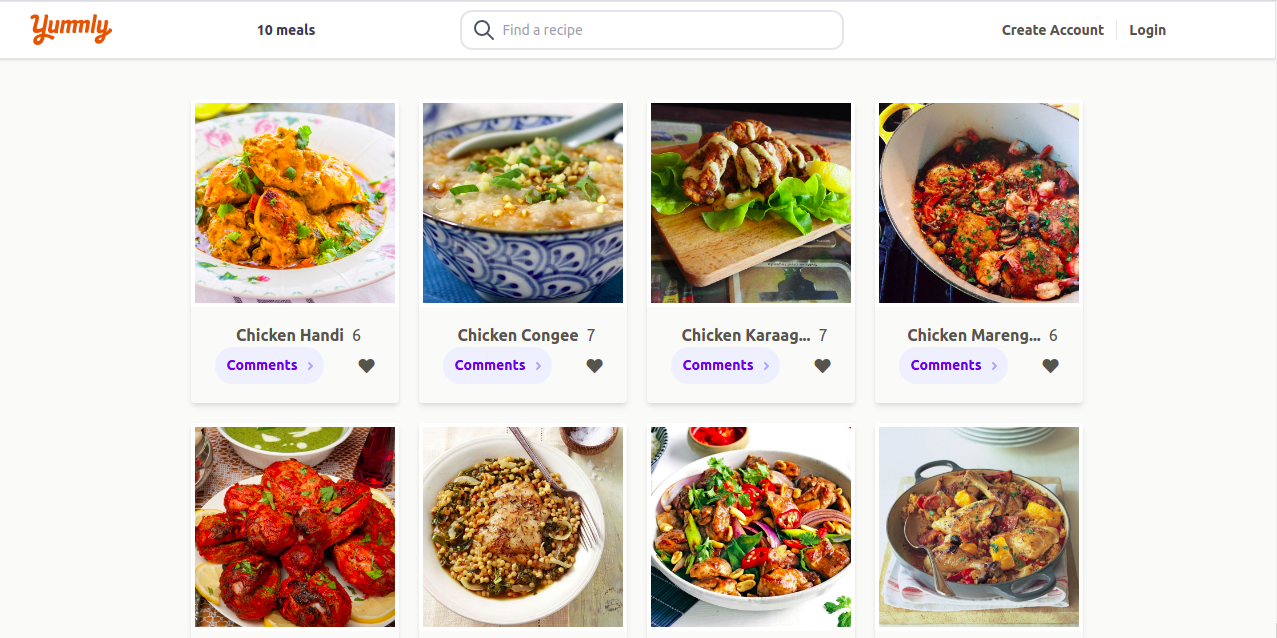 Yummly
10 meals
Find a recipe
Create Account
Login
Chicken Handi 6
Comments
Chicken Congee 7
Comments
Chicken Karaag... 7
Comments
Chicken Mareng... 6
Comments